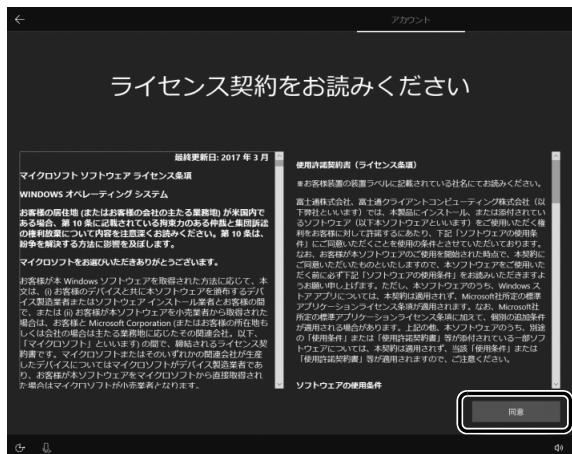 アカウント
ライセンス契約をお読みください
最終更新日: 2017 年 3 月
マイクロソフト ソフトウェア ライセンス条項
WINDOWS オペレーティング システム
お客様の居住地 (またはお客様の会社の主たる業務地) が米国内で
ある場合、第 10 条に記載されている拘束力のある仲裁と集団訴訟
の権利放棄について内容を注意深くお読みください。第 10 条は、
紛争を解決する方法に影響を及ぼします。
マイクロソフトをお選びいただきありがとうございます。
お客様が本 Windows ソフトウェアを取得された方法に応じて、本
文は、(i) お客様のデバイスと共に本ソフトウェアを頒布するデバ
イス製造業者またはソフトウェア インストール業者とお客様の間
で、または (ii) お客様が本ソフトウェアを小売業者から取得された
場合は、お客様と Microsoft Corporation (またはお客様の所在地も
しくは会社の場合は主たる業務地に応じたその関連会社。以下、
「マイクロソフト」といいます) の間で、締結されるライセンス契
約書です。マイクロソフトまたはそのいずれかの関連会社が生産
したデバイスについてはマイクロソフトがデバイス製造業者であ
り、お客様が本ソフトウェアをマイクロソフトから直接取得され
た場合はマイクロソフトが小売業者となります。
使用許諾契約書（ライセンス条項）
※お客様装置の装置ラベルに記載されている社名にてお読みください。
富士通株式会社、富士通クライアントコンピューティング株式会社（以
下弊社といいます）では、本製品にインストール、または添付されてい
るソフトウェア（以下本ソフトウェアといいます）をご使用いただく権
利をお客様に対して許諾するにあたり、下記「ソフトウェアの使用条
件」にご同意いただくことを使用の条件とさせていただいております。
なお、お客様が本ソフトウェアのご使用を開始された時点で、本契約に
ご同意いただいたものといたしますので、本ソフトウェアをご使用いた
だく前に必ず下記「ソフトウェアの使用条件」をお読みいただきますよ
うお願い申し上げます。ただし、本ソフトウェアのうち、Windows ス
トア アプリについては、本契約は適用されず、Microsoft社所定の標準
アプリケーションライセンス条項が適用されます。なお、Microsoft社
所定の標準アプリケーションライセンス条項に加えて、個別の追加条件
が適用される場合があります。上記の他、本ソフトウェアのうち、別途
の「使用条件」または「使用許諾契約書」等が添付されている一部ソフ
トウェアについては、本契約は適用されず、当該「使用条件」または
「使用許諾契約書」等が適用されますので、ご注意ください。
ソフトウェアの使用条件
同意